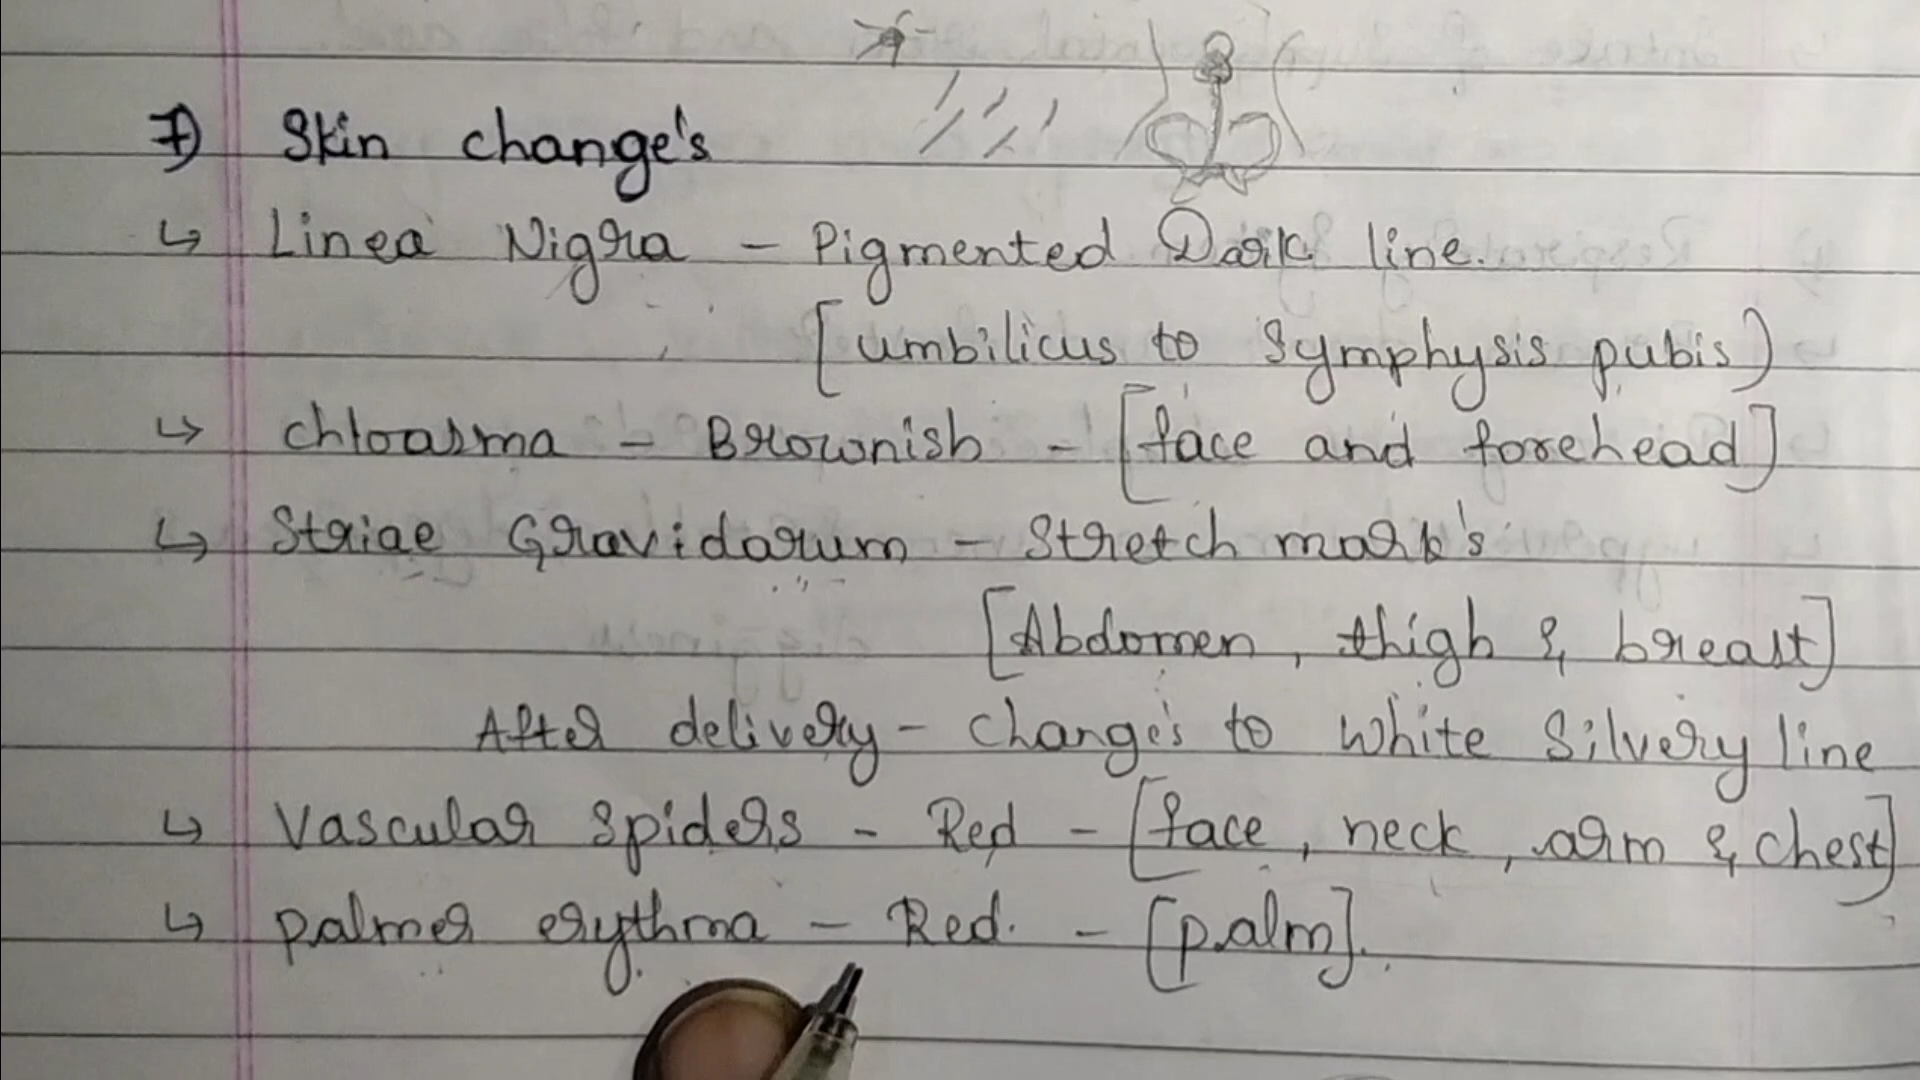 7) Skin change's
↳ Linea Nigra - Pigmented Dark line.
[umbilicus to Symphysis pubis)
↳ chloasma - Brownish - [face and forehead]
↳ Striae Gravidarum - Stretch mark's
[Abdomen, thigh & breast]
After delivery - change's to White Silvery line
↳ Vascular spiders - Red - [face, neck, arm & chest]
↳ palmer erythma - Red. - [palm].